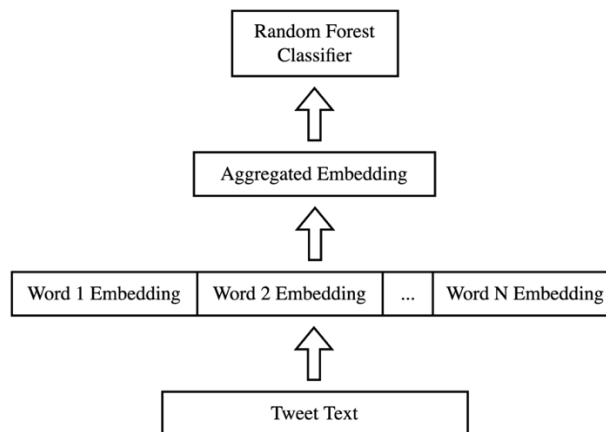 Random Forest
Classifier
Aggregated Embedding
Word 1 Embedding Word 2 Embedding ... Word N Embedding
Tweet Text